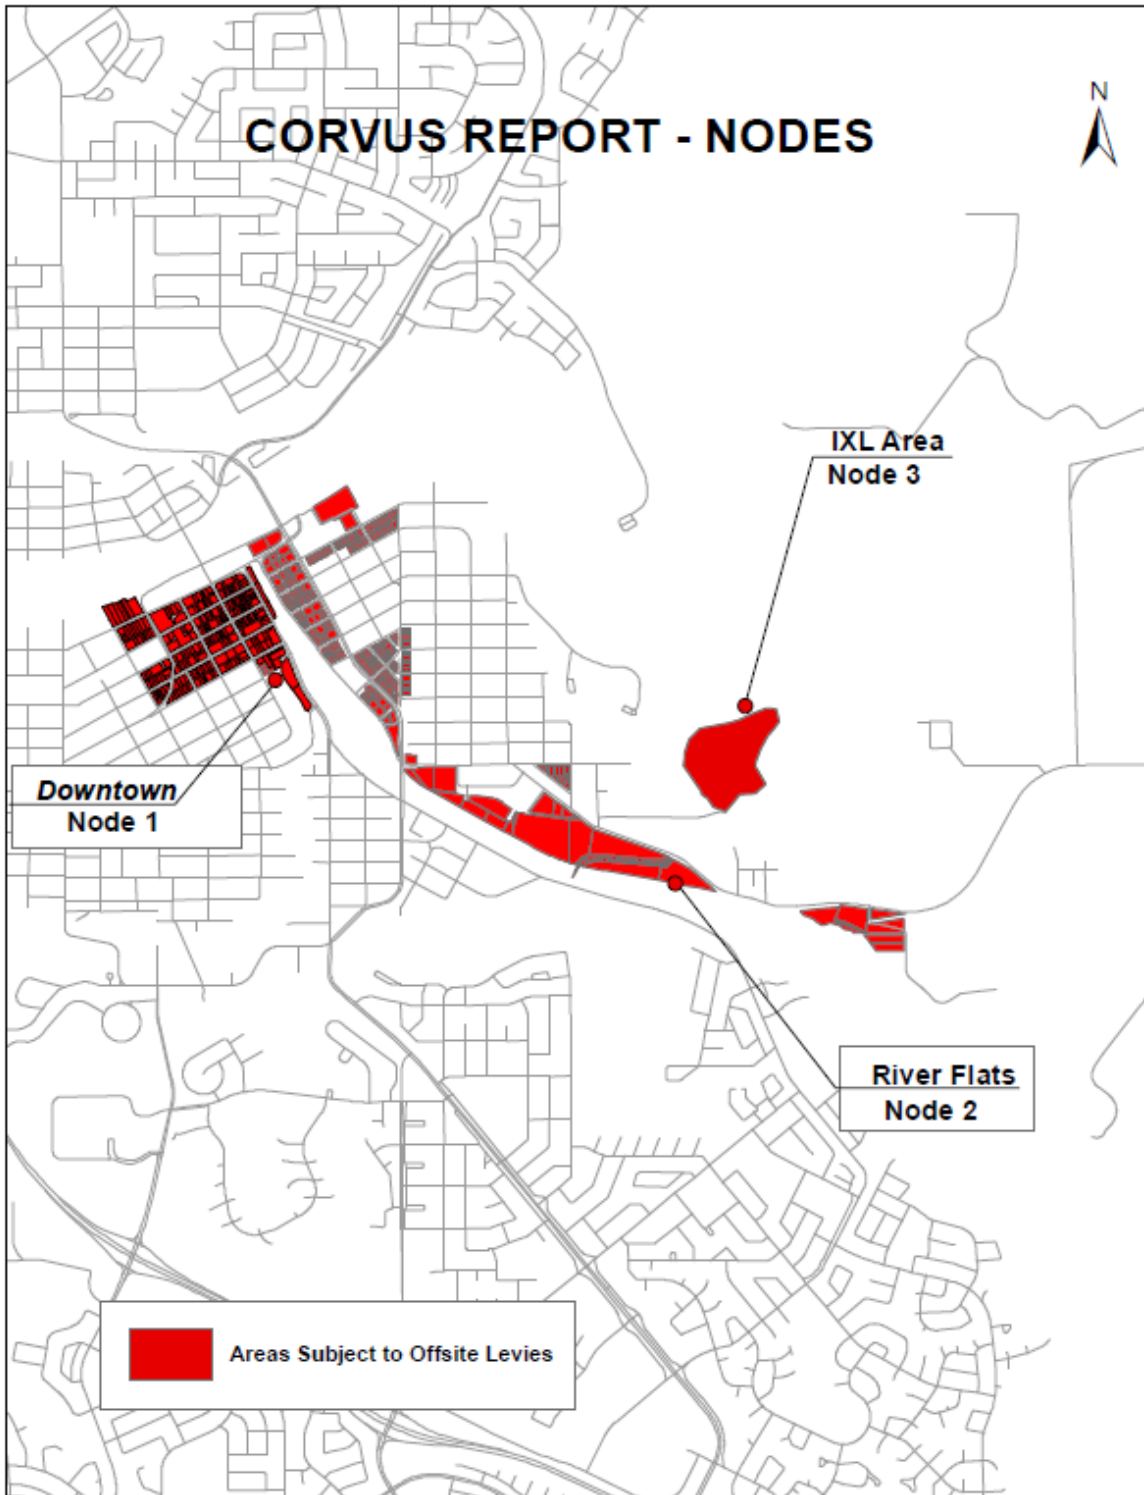 N
CORVUS REPORT - NODES
IXL Area
Node 3
Downtown
Node 1
River Flats
Node 2
Areas Subject to Offsite Levies